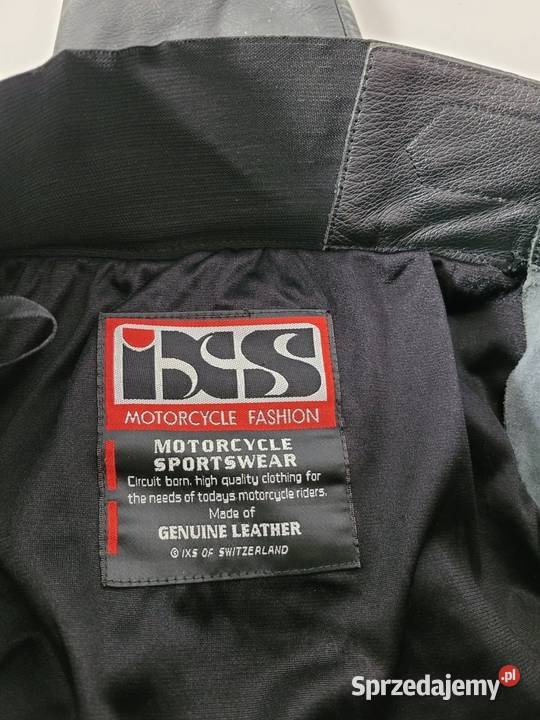 ixs
MOTORCYCLE FASHION
MOTORCYCLE
SPORTSWEAR
Circuit born, high quality clothing for
the needs of todays motorcycle riders.
Made of
GENUINE LEATHER
© IXS OF SWITZERLAND
Sprzedajemy.pl